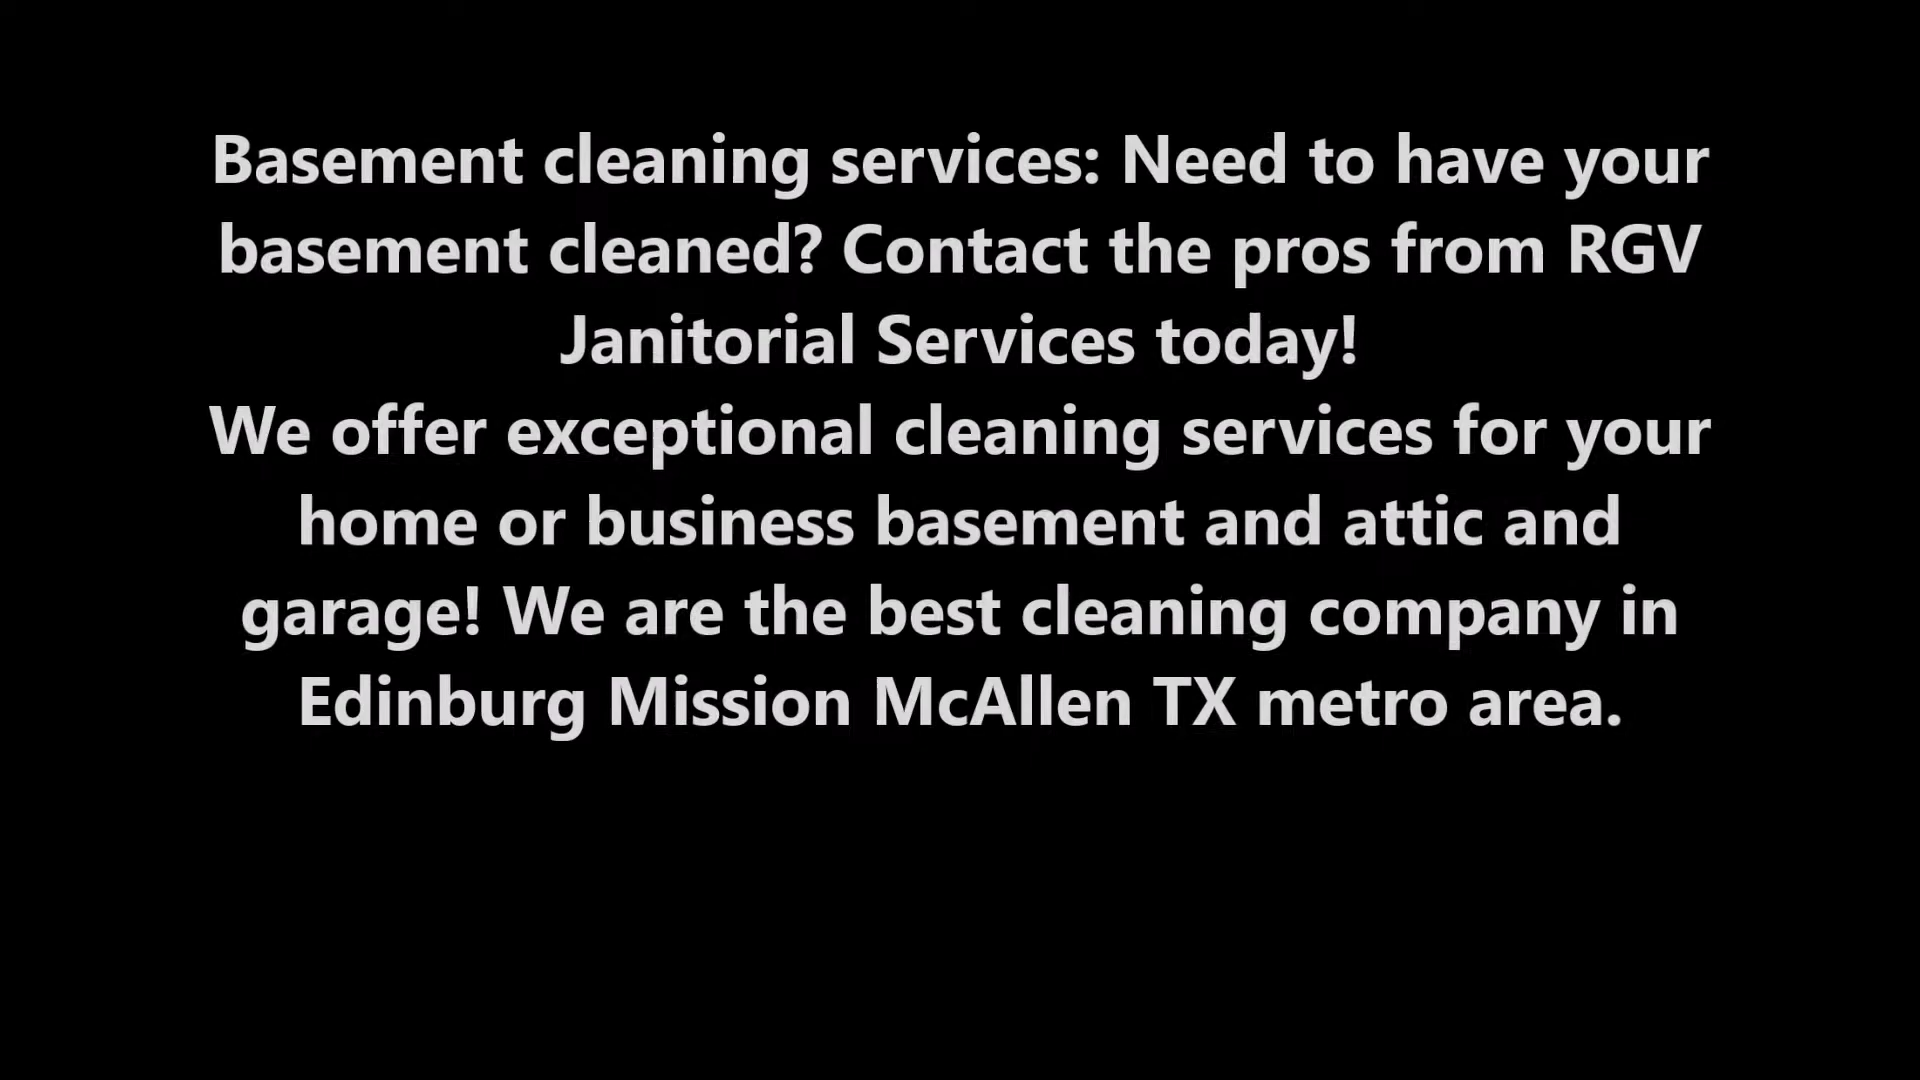 Basement cleaning services: Need to have your
basement cleaned? Contact the pros from RGV
Janitorial Services today!
We offer exceptional cleaning services for your
home or business basement and attic and
garage! We are the best cleaning company in
Edinburg Mission McAllen TX metro area.